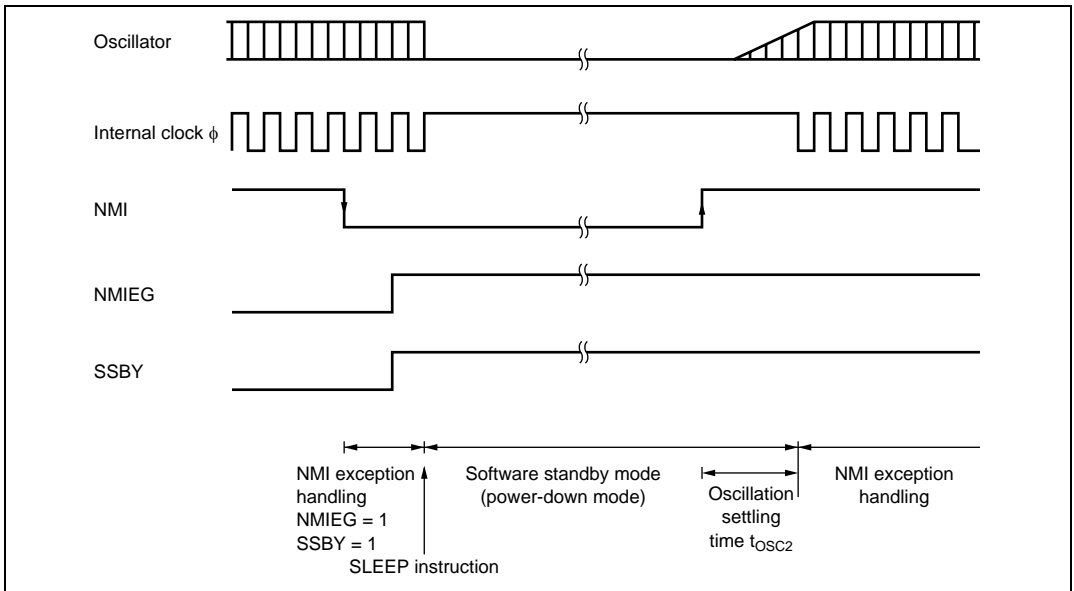 Oscillator
Internal clock ϕ
NMI
NMIEG
SSBY
NMI exception
handling
NMIEG = 1
SSBY = 1
SLEEP instruction
Software standby mode
(power-down mode)
Oscillation
settling
time tOSC2
NMI exception
handling